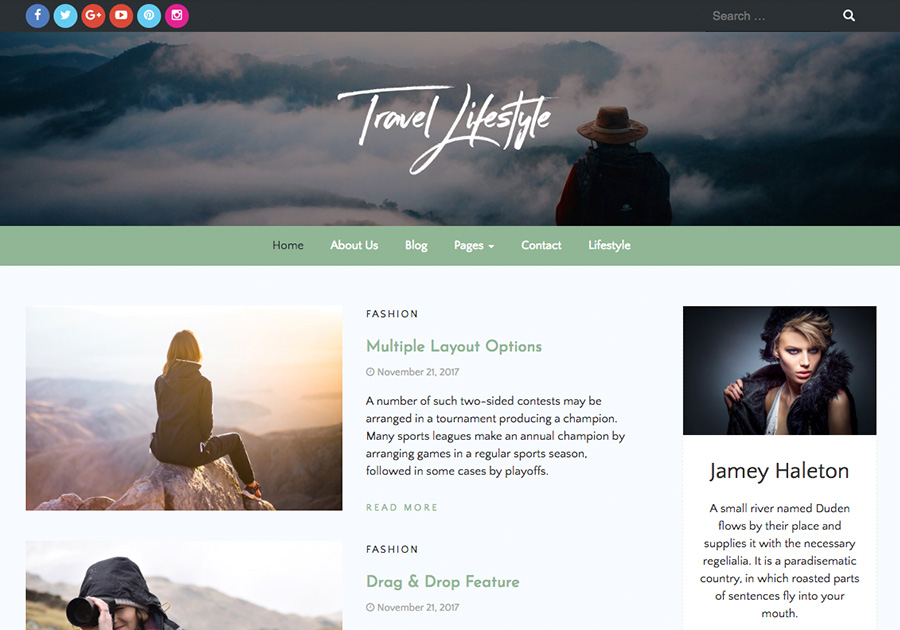 Search ...
Travel Lifestyle
Home About Us Blog Pages Contact Lifestyle
FASHION
Multiple Layout Options
November 21, 2017
A number of such two-sided contests may be
arranged in a tournament producing a champion.
Many sports leagues make an annual champion by
arranging games in a regular sports season,
followed in some cases by playoffs.
READ MORE
FASHION
Drag & Drop Feature
November 21, 2017
Jamey Haleton
A small river named Duden
flows by their place and
supplies it with the necessary
regelialia. It is a paradisematic
country, in which roasted parts
of sentences fly into your
mouth.